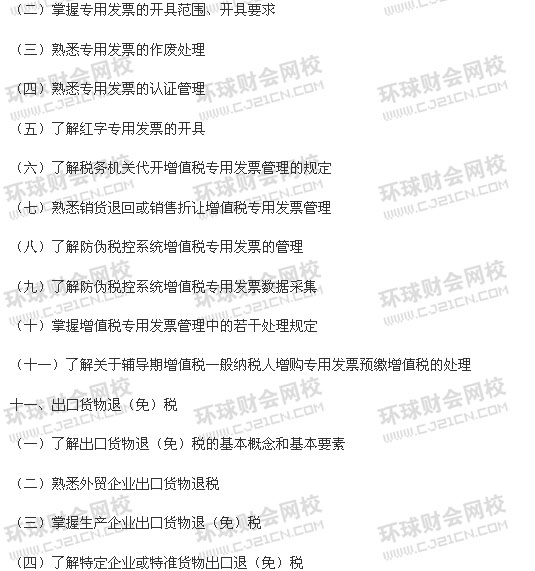 （二）掌握专用发票的开具范围、开具要求
（三）熟悉专用发票的作废处理
（四）熟悉专用发票的认证管理
（五）了解红字专用发票的开具
（六）了解税务机关代开增值税专用发票管理的规定
（七）熟悉销货退回或销售折让增值税专用发票管理
（八）了解防伪税控系统增值税专用发票的管理
（九）了解防伪税控系统增值税专用发票数据采集
（十）掌握增值税专用发票管理中的若干处理规定
（十一）了解关于辅导期增值税一般纳税人增购专用发票预缴增值税的处理
十一、出口货物退（免）税
（一）了解出口货物退（免）税的基本概念和基本要素
（二）熟悉外贸企业出口货物退税
（三）掌握生产企业出口货物退（免）税
（四）了解特定企业或特准货物出口退（免）税
环球财会网校
WWW.CJ21CN.COM